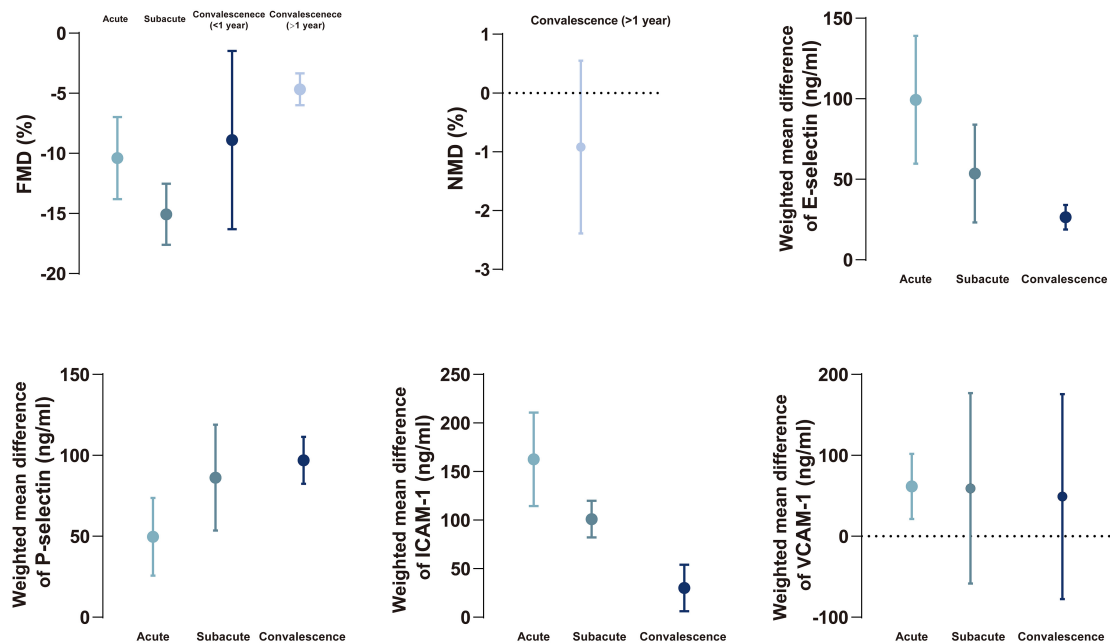 Acute
Subacute
Convalescenece
(<1 year)
Convalescenece
(>1 year)
FMD (%)
0
-5
-10
-15
-20
Convalescence (>1 year)
NMD (%)
1
0
-1
-2
-3
Weighted mean difference
of E-selectin (ng/ml)
150
100
50
0
Acute
Subacute
Convalescence
Weighted mean difference
of P-selectin (ng/ml)
150
100
50
0
Acute
Subacute
Convalescence
Weighted mean difference
of ICAM-1 (ng/ml)
250
200
150
100
50
0
Acute
Subacute
Convalescence
Weighted mean difference
of VCAM-1 (ng/ml)
200
100
0
-100
Acute
Subacute
Convalescence